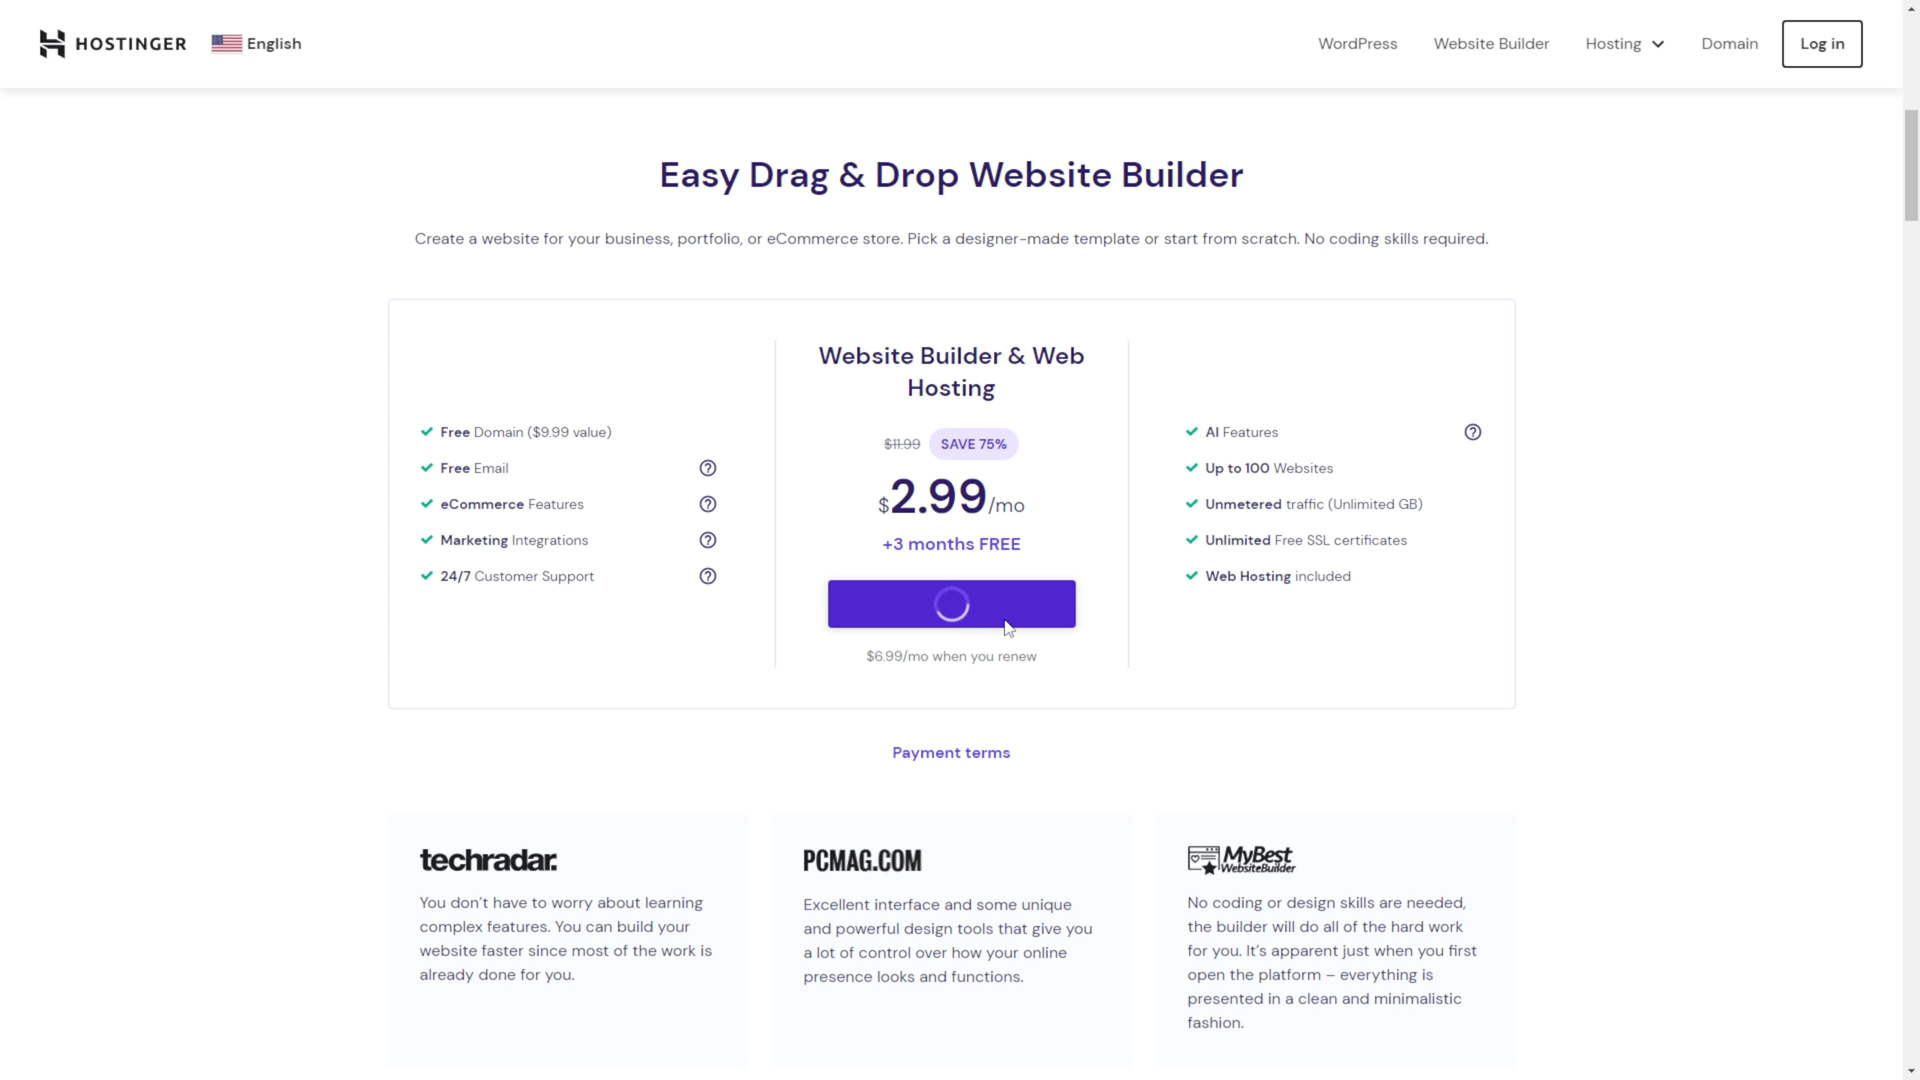 HOSTINGER
English
WordPress
Website Builder
Hosting
Domain
Log in
Easy Drag & Drop Website Builder
Create a website for your business, portfolio, or eCommerce store. Pick a designer-made template or start from scratch. No coding skills required.
Free Domain ($9.99 value)
Free Email
eCommerce Features
Marketing Integrations
24/7 Customer Support
Website Builder & Web
Hosting
$11.99 SAVE 75%
$2.99/mo
+3 months FREE
$6.99/mo when you renew
AI Features
Up to 100 Websites
Unmetered traffic (Unlimited GB)
Unlimited Free SSL certificates
Web Hosting included
Payment terms
techradar.
You don’t have to worry about learning
complex features. You can build your
website faster since most of the work is
already done for you.
PCMAG.COM
Excellent interface and some unique
and powerful design tools that give you
a lot of control over how your online
presence looks and functions.
MyBest
WebsiteBuilder
No coding or design skills are needed,
the builder will do all of the hard work
for you. It’s apparent just when you first
open the platform – everything is
presented in a clean and minimalistic
fashion.